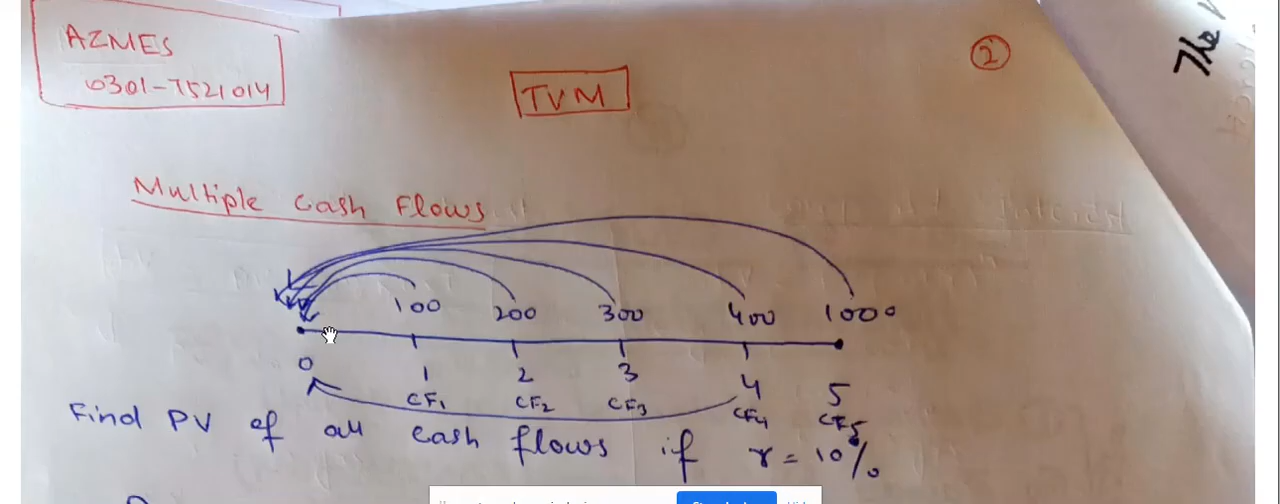 AZMES
0301-7521014
②
TVM
The
Multiple Cash Flows
100 200 300 400 1000
0 1 2 3 4 5
CF₁ CF₂ CF₃ CF₄ CF₅
Find PV of all cash flows if r = 10%